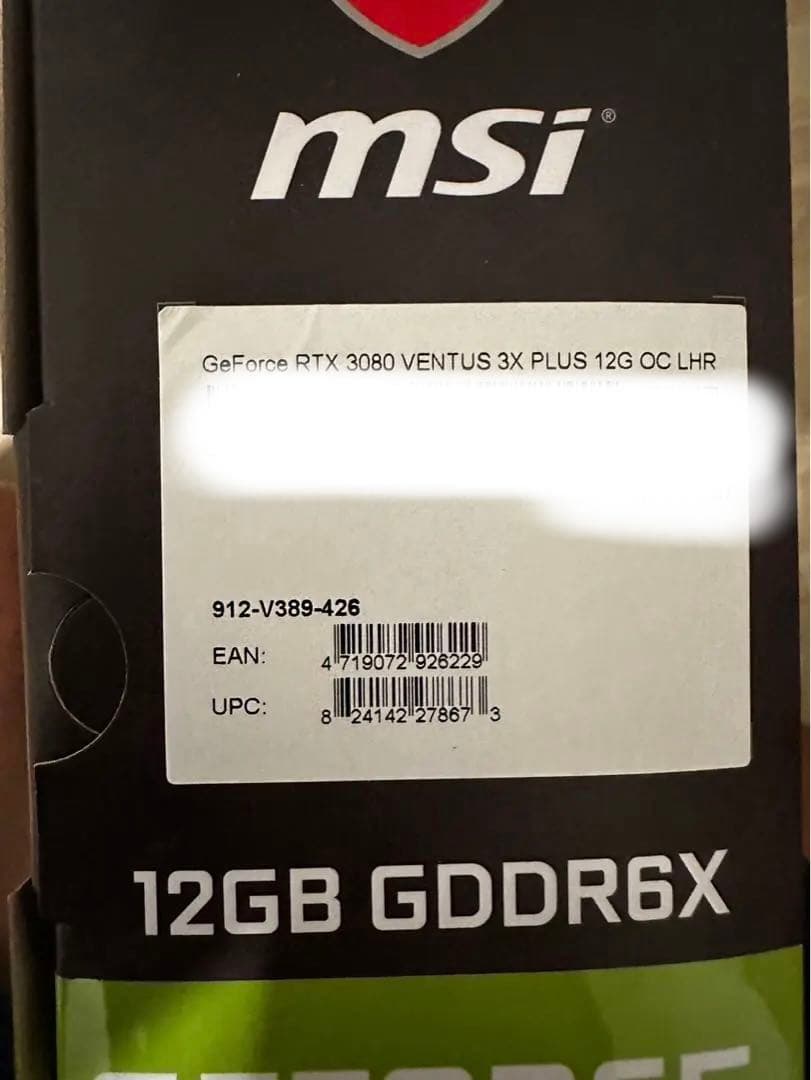 msi®
GeForce RTX 3080 VENTUS 3X PLUS 12G OC LHR
912-V389-426
EAN: 4 719072 926229
UPC: 8 24142 27867 3
12GB GDDR6X
GEFORCE